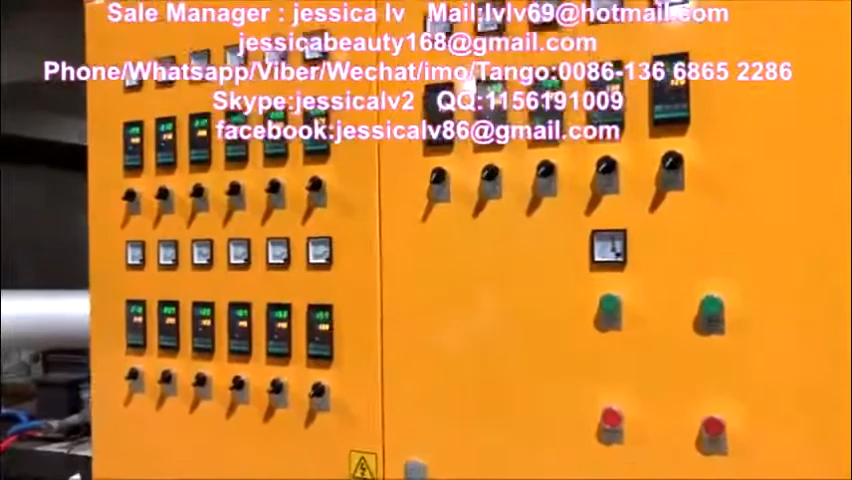 Sale Manager : jessica lv Mail:lvlv69@hotmail.com
jessicabeauty168@gmail.com
Phone/Whatsapp/Viber/Wechat/imo/Tango:0086-136 6865 2286
Skype:jessicalv2 QQ:1156191009
facebook:jessicalv86@gmail.com